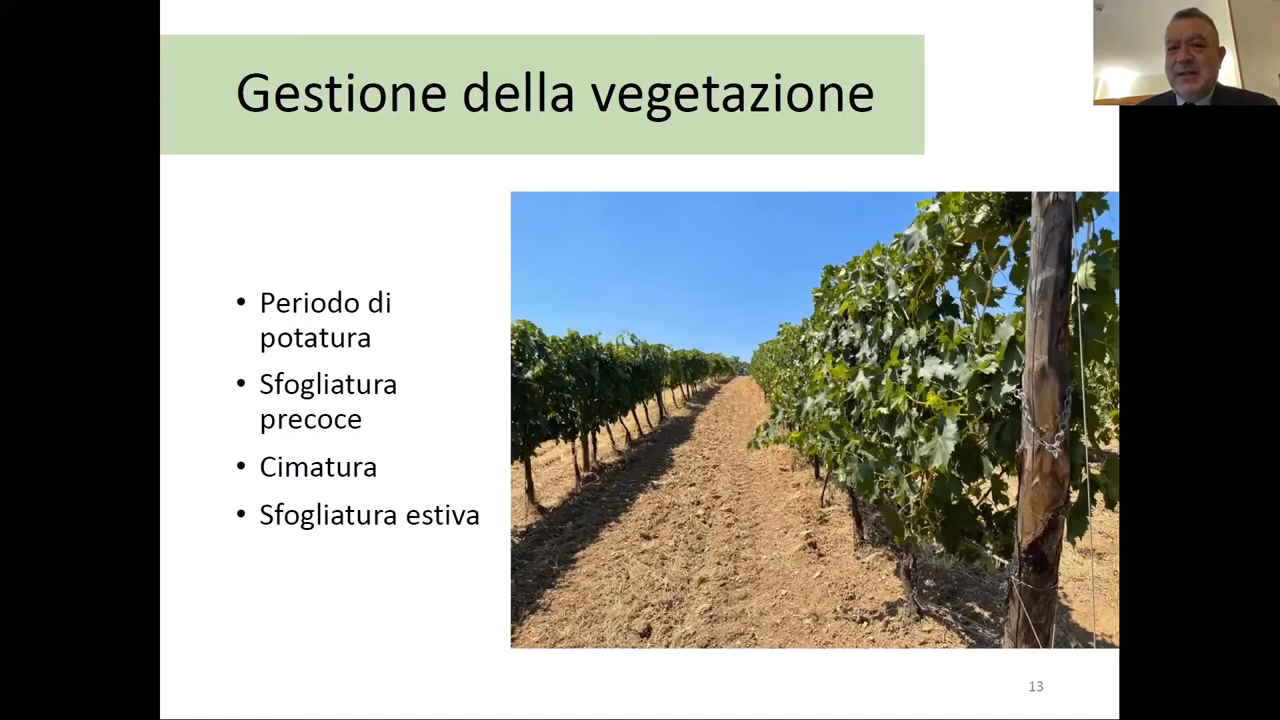 Gestione della vegetazione
• Periodo di
potatura
• Sfogliatura
precoce
• Cimatura
• Sfogliatura estiva
13